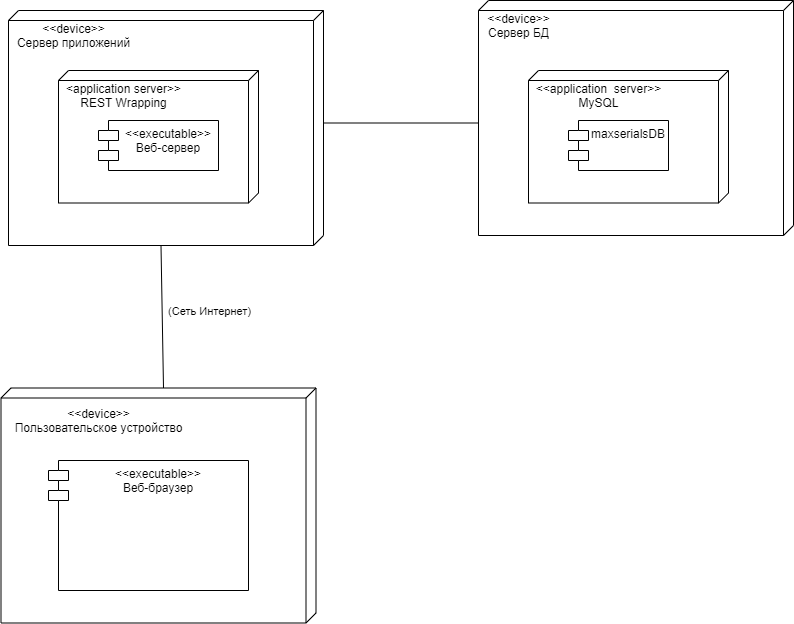 <<device>>
Сервер приложений
<application server>>
REST Wrapping
<<executable>>
Веб-сервер
<<device>>
Сервер БД
<<application server>>
MySQL
maxserialsDB
(Сеть Интернет)
<<device>>
Пользовательское устройство
<<executable>>
Веб-браузер